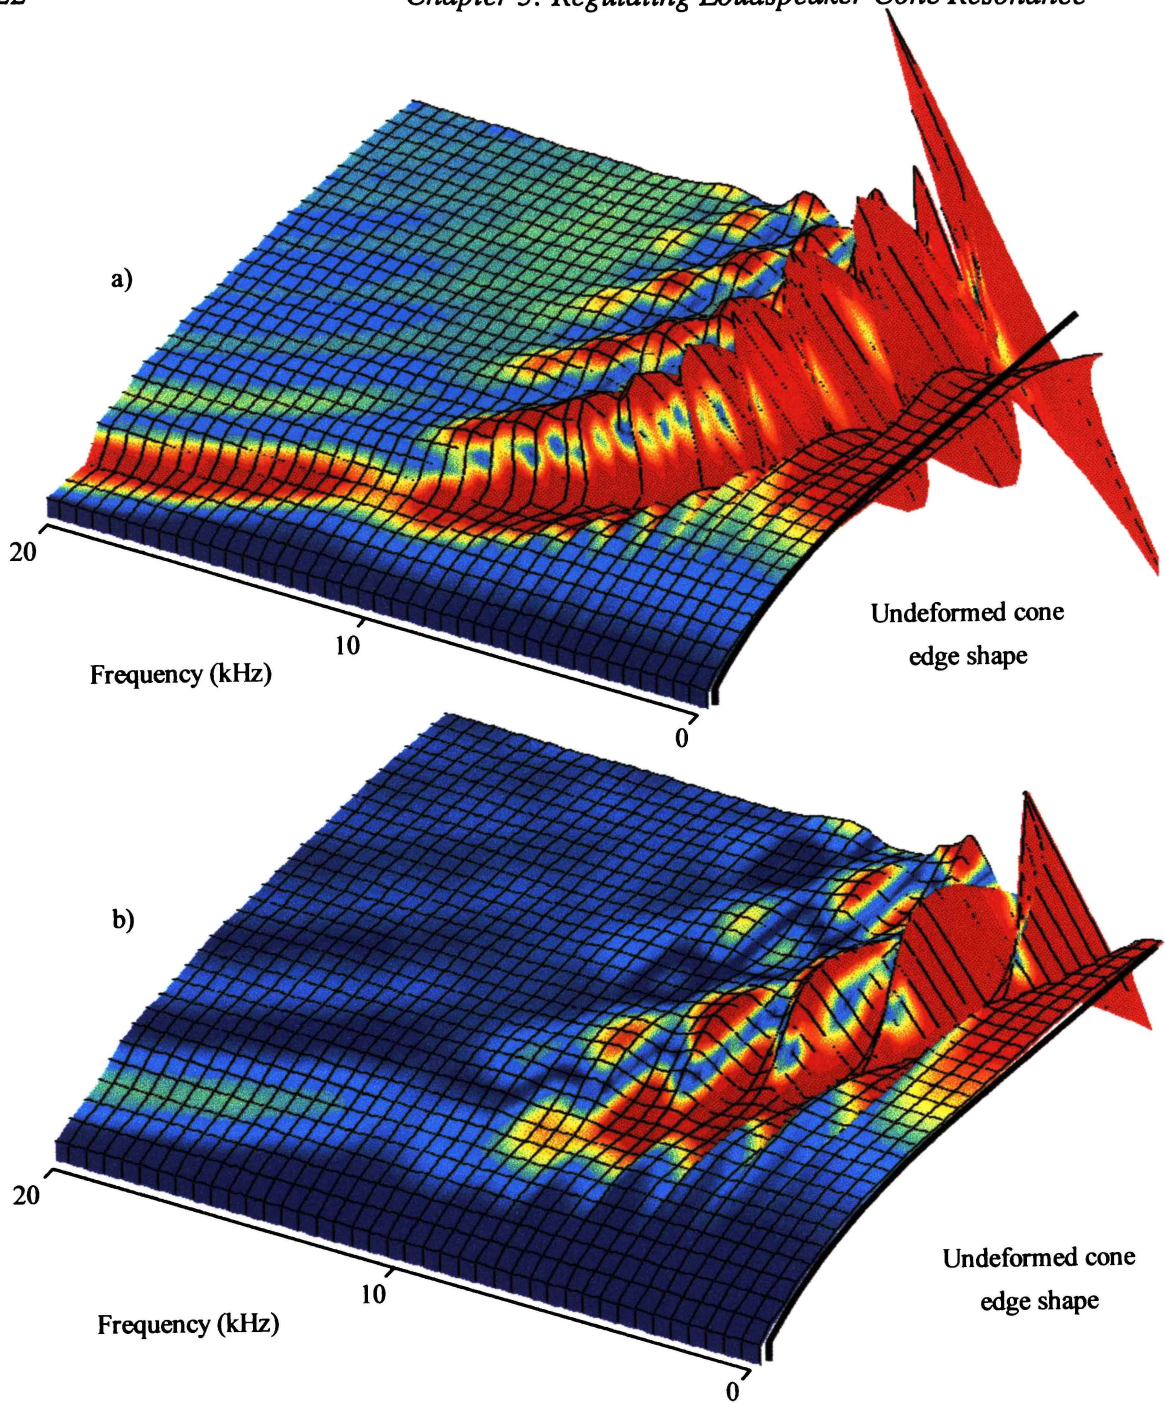 Chapter 3: Regulating Loudspeaker Cone Resonance
a)
20
10
Frequency (kHz)
0
Undeformed cone
edge shape
b)
20
10
Frequency (kHz)
0
Undeformed cone
edge shape